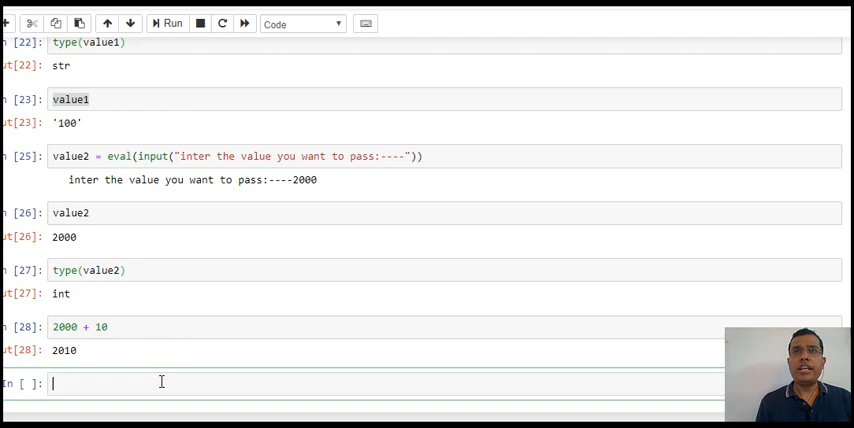 Run Code
n [22]: type(value1)
ut[22]: str
n [23]: value1
ut[23]: '100'
n [25]: value2 = eval(input("inter the value you want to pass:----"))
inter the value you want to pass:----2000
n [26]: value2
ut[26]: 2000
n [27]: type(value2)
ut[27]: int
n [28]: 2000 + 10
ut[28]: 2010
In [ ]: